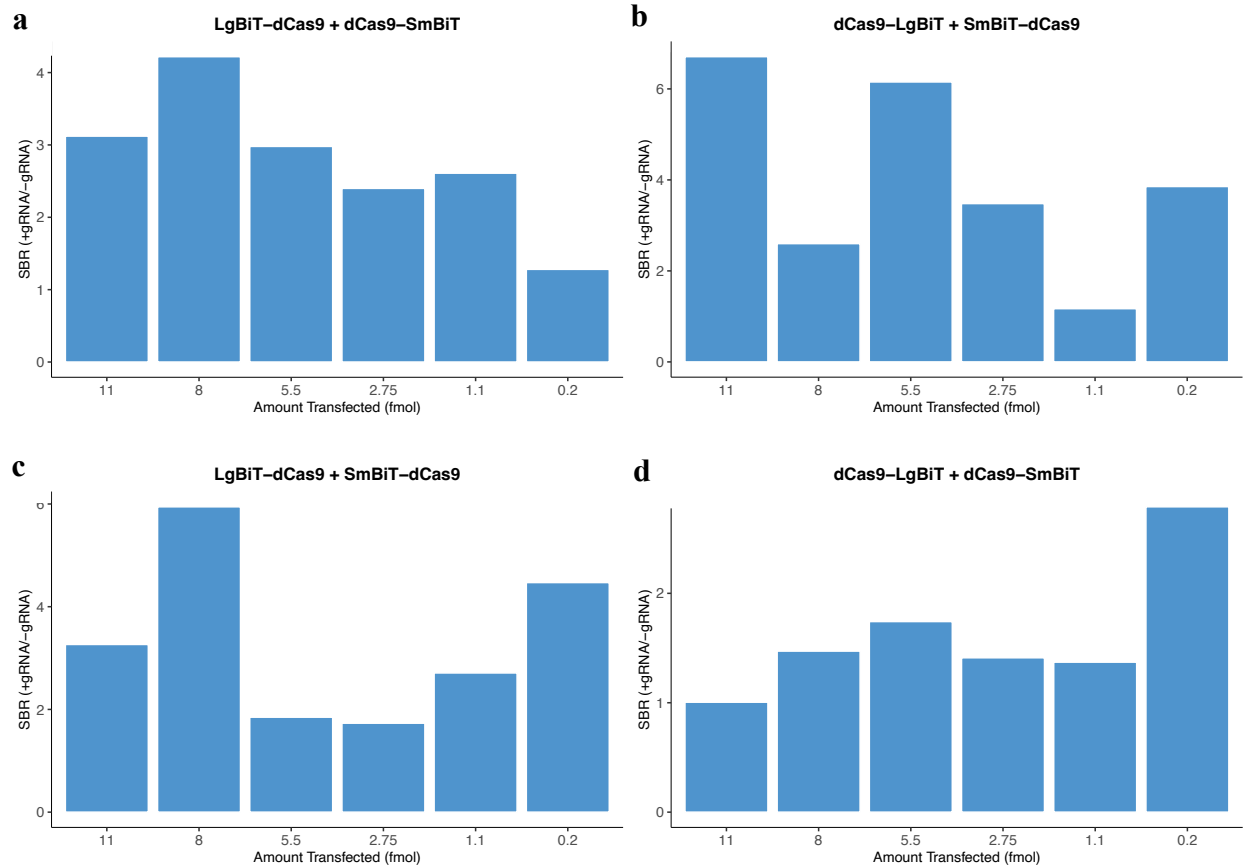 a
LgBiT–dCas9 + dCas9–SmBiT
SBR (+gRNA/−gRNA)
4
3
2
1
0
11 8 5.5 2.75 1.1 0.2
Amount Transfected (fmol)
b
dCas9–LgBiT + SmBiT–dCas9
SBR (+gRNA/−gRNA)
6
4
2
0
11 8 5.5 2.75 1.1 0.2
Amount Transfected (fmol)
c
LgBiT–dCas9 + SmBiT–dCas9
SBR (+gRNA/−gRNA)
6
4
2
0
11 8 5.5 2.75 1.1 0.2
Amount Transfected (fmol)
d
dCas9–LgBiT + dCas9–SmBiT
SBR (+gRNA/−gRNA)
2
1
0
11 8 5.5 2.75 1.1 0.2
Amount Transfected (fmol)